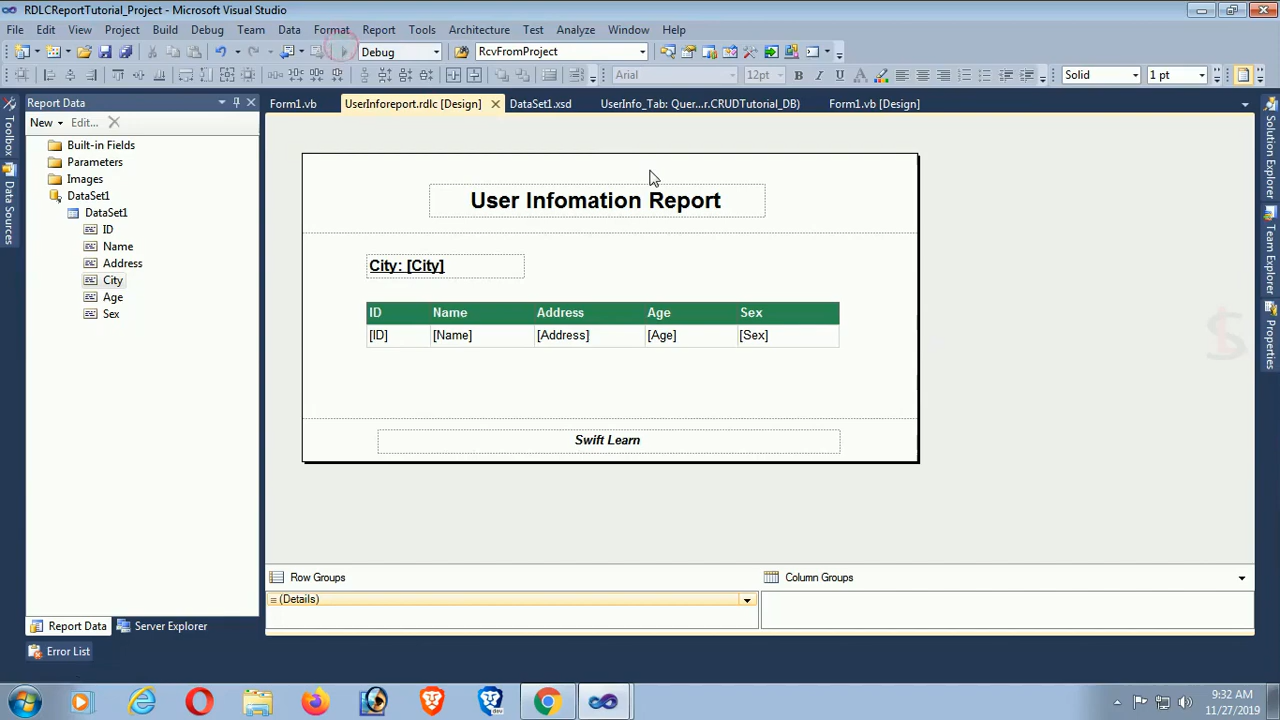 RDLCReportTutorial_Project - Microsoft Visual Studio
File Edit View Project Build Debug Team Data Format Report Tools Architecture Test Analyze Window Help
Debug RcvFromProject
Arial 12pt B I U A Solid 1 pt
Report Data Form1.vb UserInforeport.rdlc [Design] DataSet1.xsd UserInfo_Tab: Quer...r.CRUDTutorial_DB) Form1.vb [Design]
New Edit...
Toolbox
Data Sources
Built-in Fields
Parameters
Images
DataSet1
DataSet1
ID
Name
Address
City
Age
Sex
User Infomation Report
City: [City]
ID Name Address Age Sex
[ID] [Name] [Address] [Age] [Sex]
Swift Learn
Solution Explorer
Team Explorer
Properties
Row Groups Column Groups
(Details)
Report Data Server Explorer
Error List
dev
9:32 AM
11/27/2019